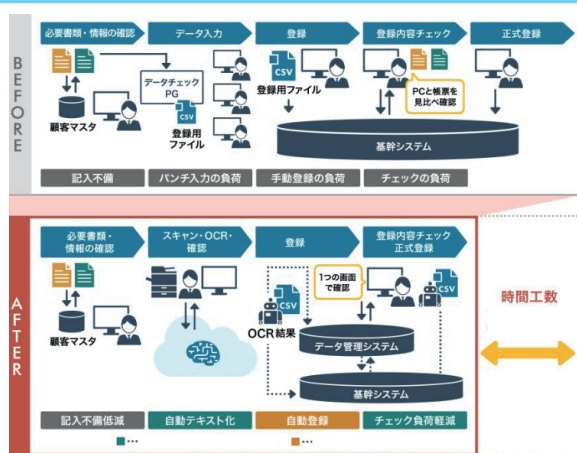 BEFORE
必要書類・情報の確認
データ入力
登録
登録内容チェック
正式登録
顧客マスタ
データチェック
PG
CSV
登録用
ファイル
CSV
登録用ファイル
PCと帳票を
見比べ確認
基幹システム
記入不備
パンチ入力の負荷
手動登録の負荷
チェックの負荷
AFTER
必要書類・
情報の確認
スキャン・OCR・
確認
登録
登録内容チェック
正式登録
顧客マスタ
CSV
OCR結果
1つの画面
で確認
CSV
データ管理システム
基幹システム
記入不備低減
自動テキスト化
自動登録
チェック負荷軽減
■…
■…
時間工数